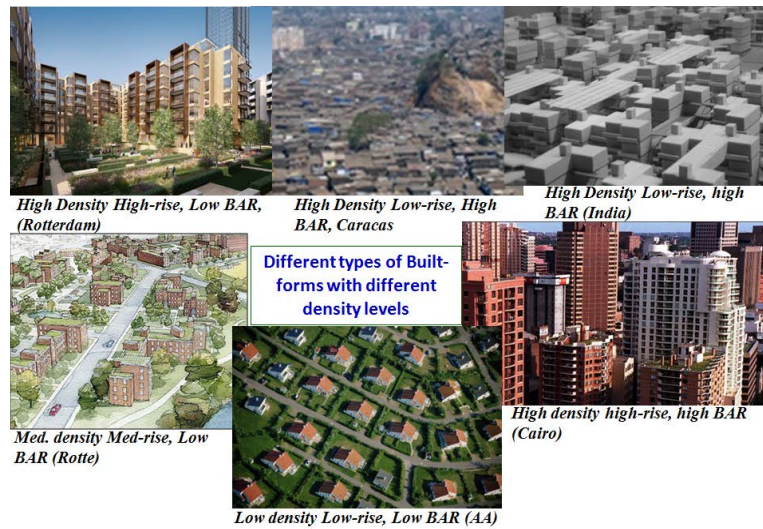 High Density High-rise, Low BAR,
(Rotterdam)
High Density Low-rise, High
BAR, Caracas
High Density Low-rise, high
BAR (India)
Different types of Built-
forms with different
density levels
Med. density Med-rise, Low
BAR (Rotte)
High density high-rise, high BAR
(Cairo)
Low density Low-rise, Low BAR (AA)